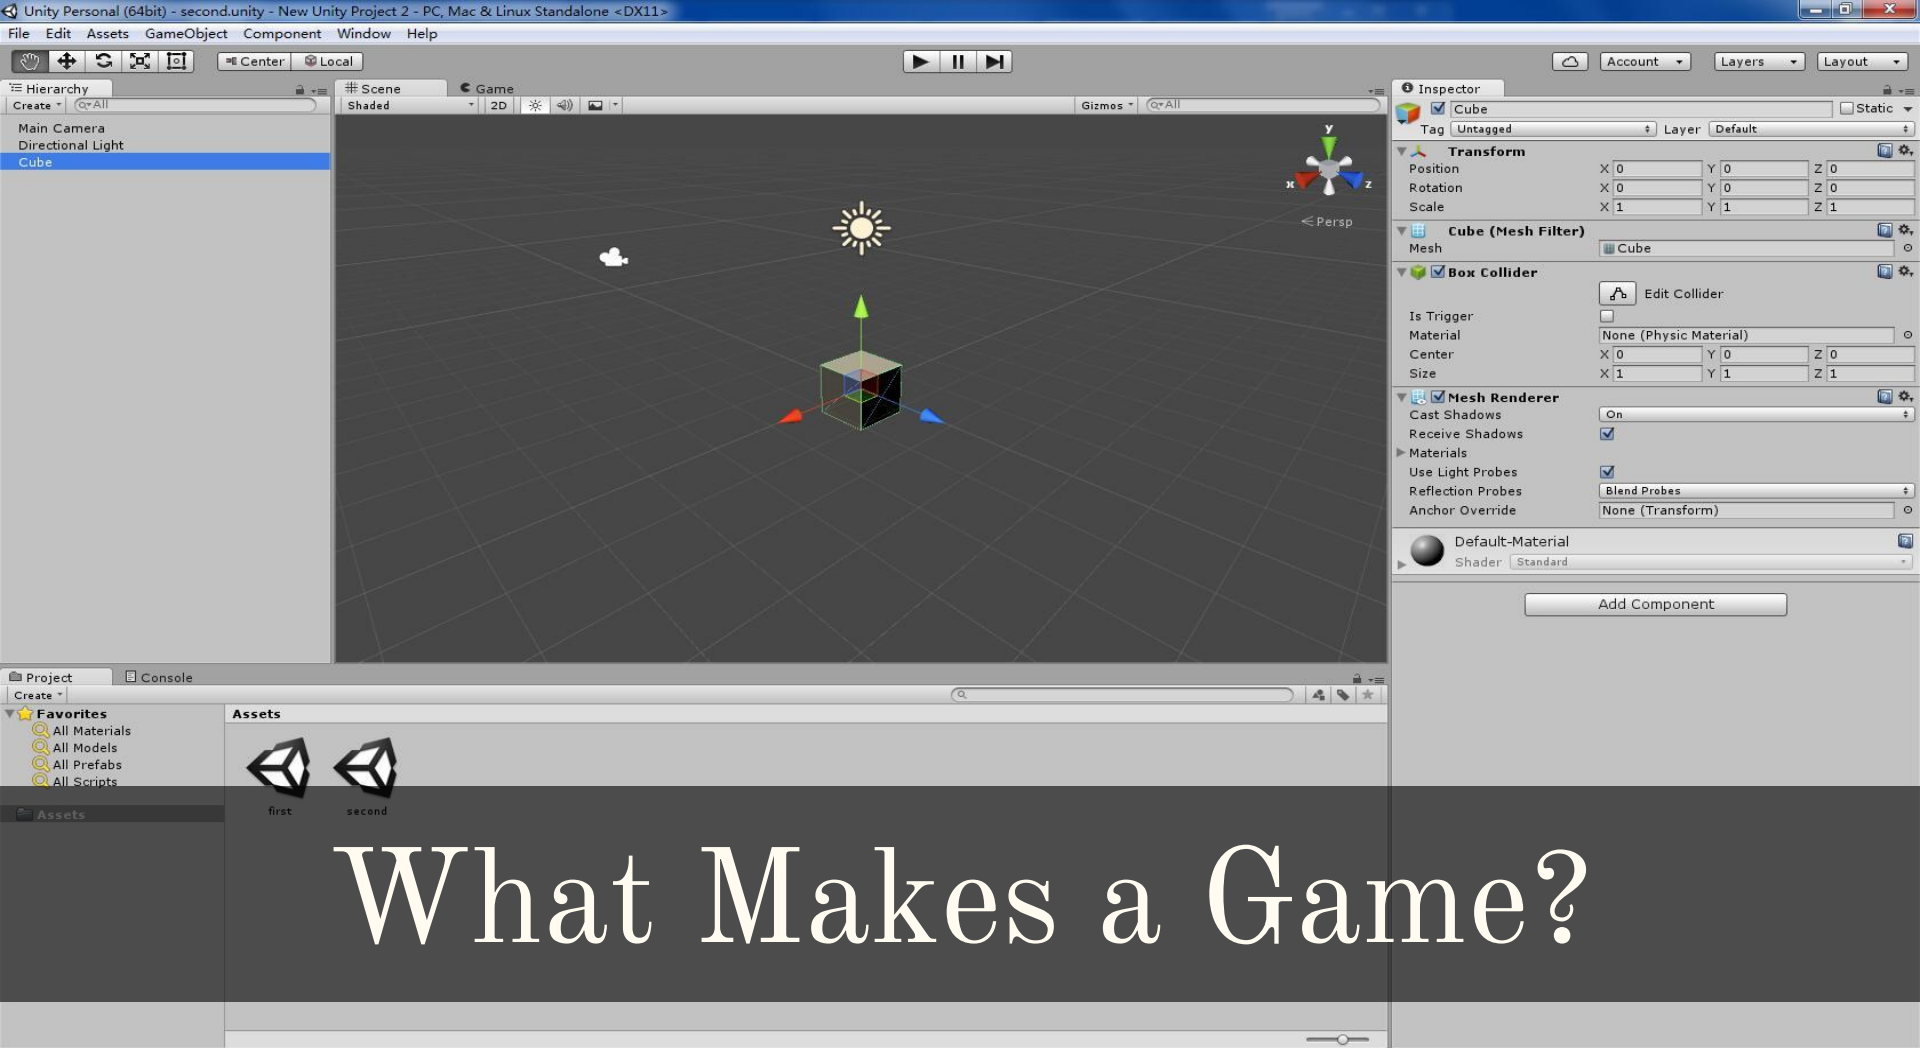 Unity Personal (64bit) - second.unity - New Unity Project 2 - PC, Mac & Linux Standalone <DX11>
File Edit Assets GameObject Component Window Help
Center Local
Account Layers Layout
Hierarchy
Create All
Main Camera
Directional Light
Cube
Scene Game
Shaded 2D Gizmos All
y
x z
Persp
Inspector
Cube Static
Tag Untagged Layer Default
Transform
Position X 0 Y 0 Z 0
Rotation X 0 Y 0 Z 0
Scale X 1 Y 1 Z 1
Cube (Mesh Filter)
Mesh Cube
Box Collider
Edit Collider
Is Trigger
Material None (Physic Material)
Center X 0 Y 0 Z 0
Size X 1 Y 1 Z 1
Mesh Renderer
Cast Shadows On
Receive Shadows
Materials
Use Light Probes
Reflection Probes Blend Probes
Anchor Override None (Transform)
Default-Material
Shader Standard
Add Component
Project Console
Create
Favorites
All Materials
All Models
All Prefabs
All Scripts
Assets
Assets
first second
What Makes a Game?